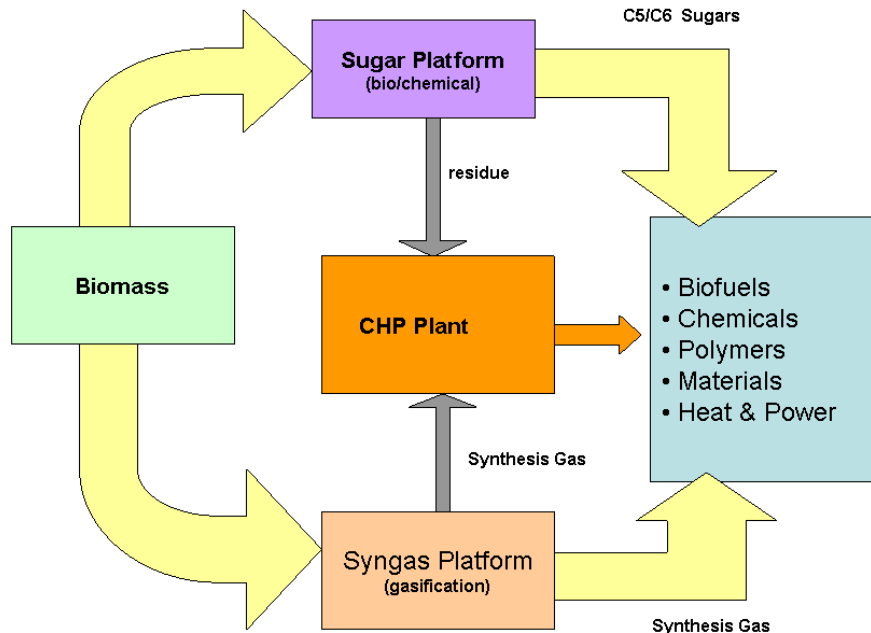 C5/C6 Sugars
Sugar Platform
(bio/chemical)
residue
Biomass
CHP Plant
• Biofuels
• Chemicals
• Polymers
• Materials
• Heat & Power
Synthesis Gas
Syngas Platform
(gasification)
Synthesis Gas